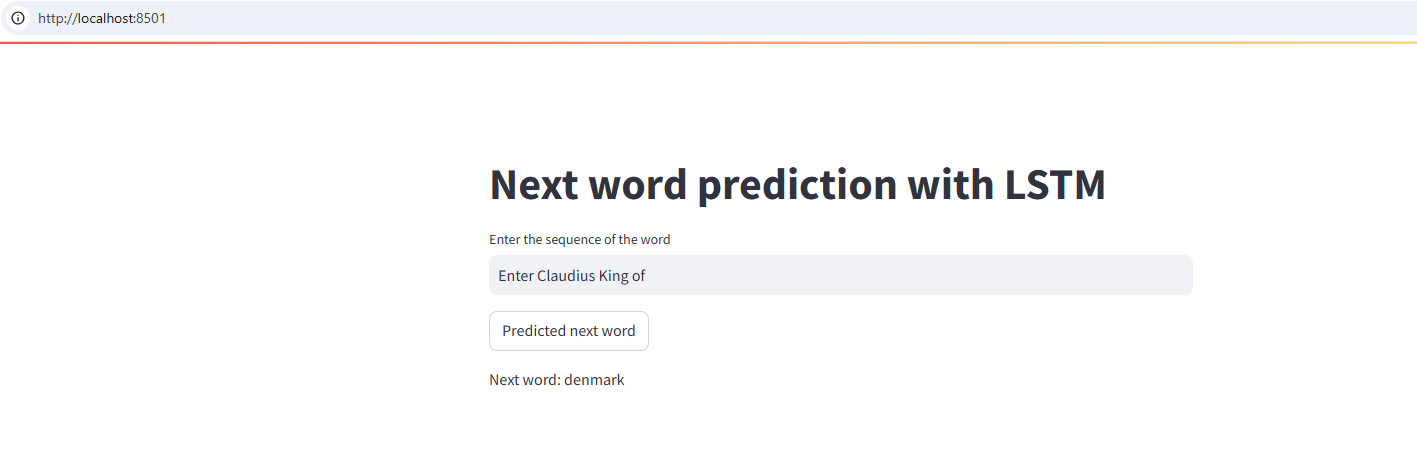 http://localhost:8501
Next word prediction with LSTM
Enter the sequence of the word
Enter Claudius King of
Predicted next word
Next word: denmark